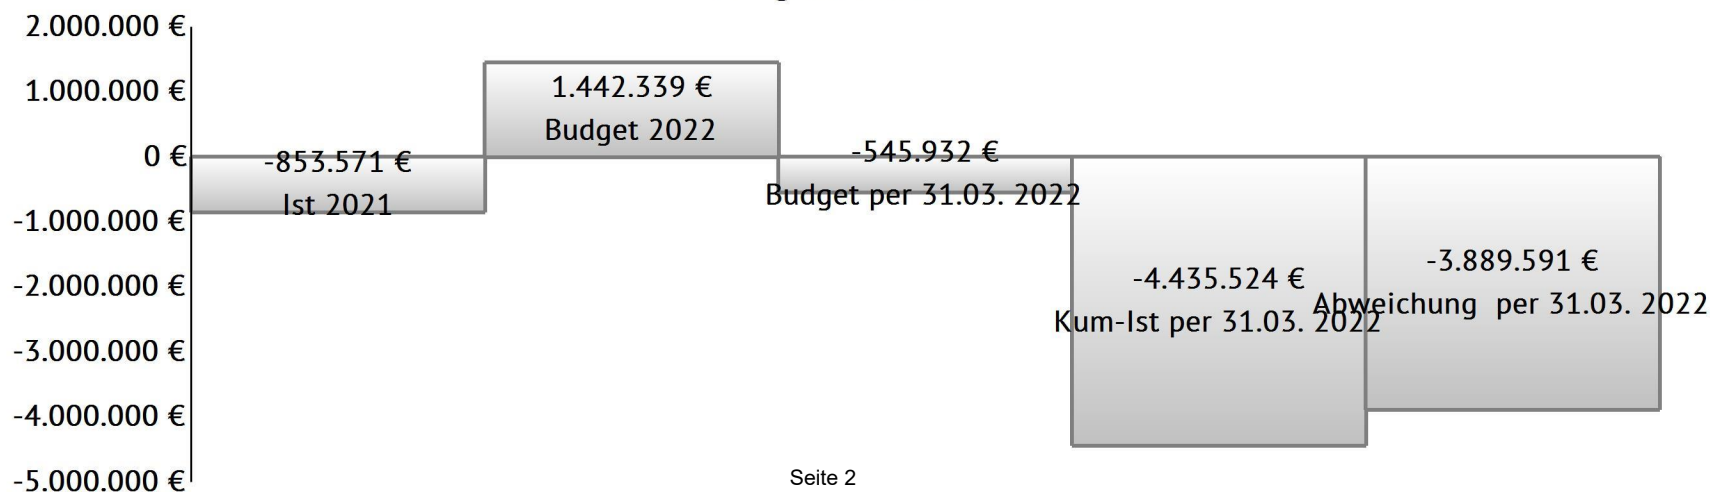 2.000.000 €
1.000.000 €
0 €
-1.000.000 €
-2.000.000 €
-3.000.000 €
-4.000.000 €
-5.000.000 €
-853.571 €
Ist 2021
1.442.339 €
Budget 2022
-545.932 €
Budget per 31.03. 2022
-4.435.524 €
Kum-Ist per 31.03. 2022
-3.889.591 €
Abweichung  per 31.03. 2022
Seite 2